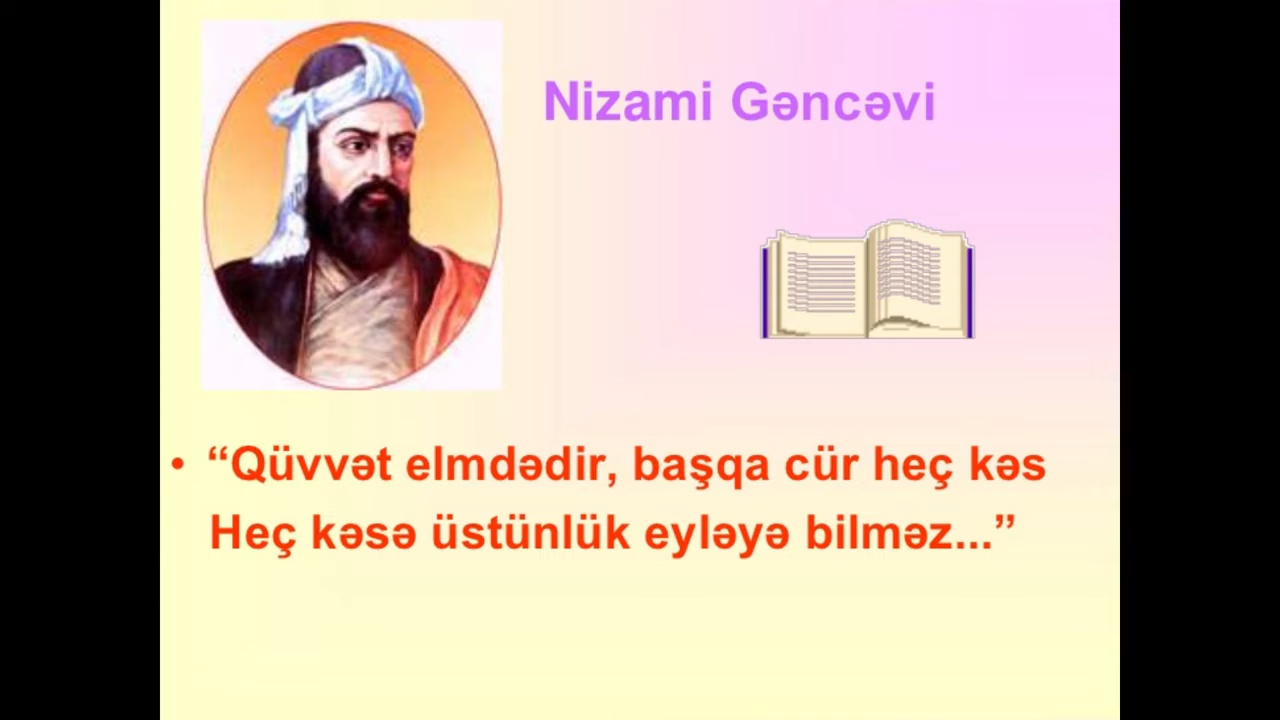 Nizami Gəncəvi
• “Qüvvət elmdədir, başqa cür heç kəs
Heç kəsə üstünlük eyləyə bilməz...”